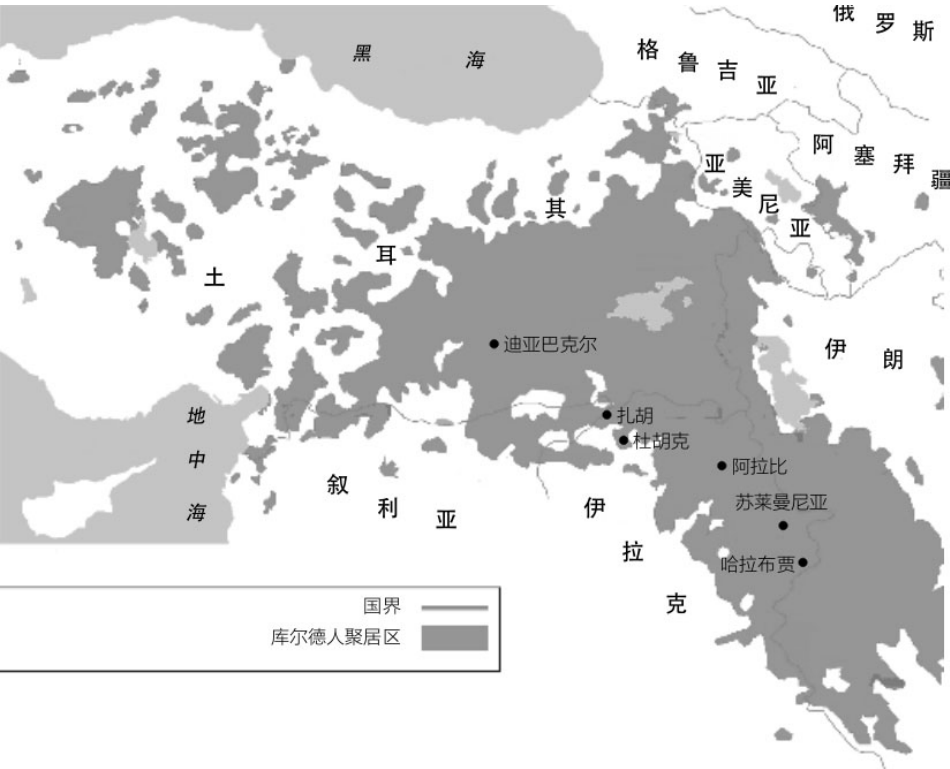 俄罗斯
黑海
格鲁吉亚
阿塞拜疆
亚美尼亚
土耳其
伊朗
迪亚巴克尔
地中海
扎胡
杜胡克
阿拉比
叙利亚
伊拉克
苏莱曼尼亚
哈拉布贾
国界
库尔德人聚居区